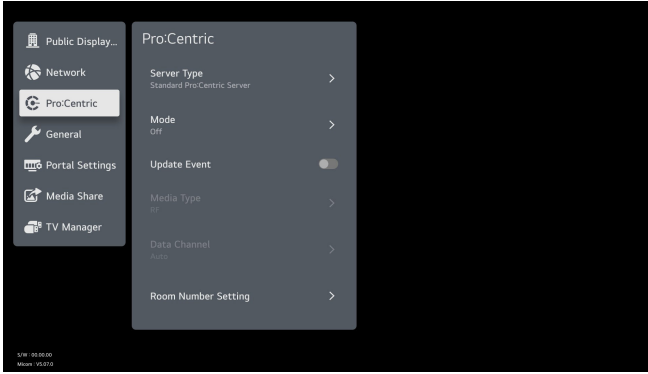 Public Display...
Network
Pro:Centric
General
Portal Settings
Media Share
TV Manager
Pro:Centric
Server Type
Standard Pro:Centric Server
Mode
Off
Update Event
Media Type
RF
Data Channel
Auto
Room Number Setting
S/W : 00.00.00
Micom : V5.07.0